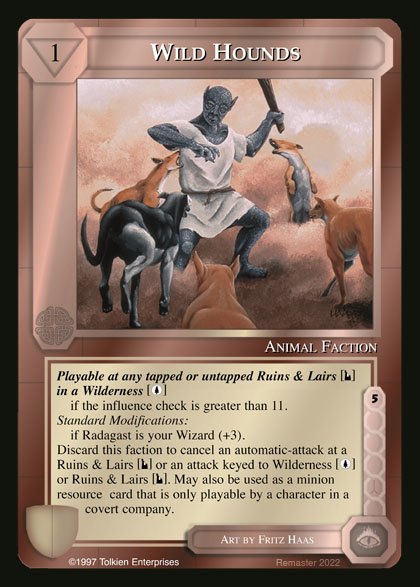 1
WILD HOUNDS
ANIMAL FACTION
Playable at any tapped or untapped Ruins & Lairs [ ]
in a Wilderness [ ]
if the influence check is greater than 11.
Standard Modifications:
if Radagast is your Wizard (+3).
Discard this faction to cancel an automatic-attack at a
Ruins & Lairs [ ] or an attack keyed to Wilderness [ ]
or Ruins & Lairs [ ]. May also be used as a minion
resource card that is only playable by a character in a
covert company.
5
ART BY FRITZ HAAS
©1997 Tolkien Enterprises
Remaster 2022